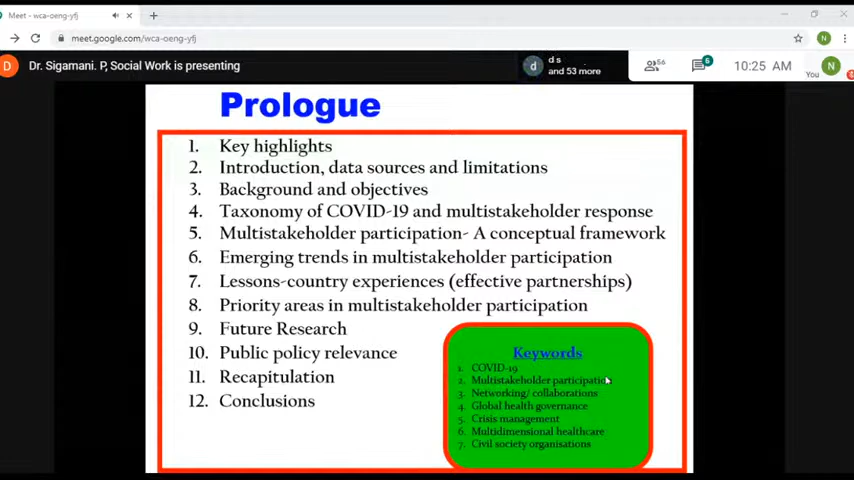 Meet - wca-oeng-yfj
meet.google.com/wca-oeng-yfj
N
D
Dr. Sigamani. P, Social Work is presenting
d
d s
and 53 more
56
6
10:25 AM
You
N
Prologue
1. Key highlights
2. Introduction, data sources and limitations
3. Background and objectives
4. Taxonomy of COVID-19 and multistakeholder response
5. Multistakeholder participation- A conceptual framework
6. Emerging trends in multistakeholder participation
7. Lessons-country experiences (effective partnerships)
8. Priority areas in multistakeholder participation
9. Future Research
10. Public policy relevance
11. Recapitulation
12. Conclusions
Keywords
1. COVID-19
2. Multistakeholder participation
3. Networking/ collaborations
4. Global health governance
5. Crisis management
6. Multidimensional healthcare
7. Civil society organisations